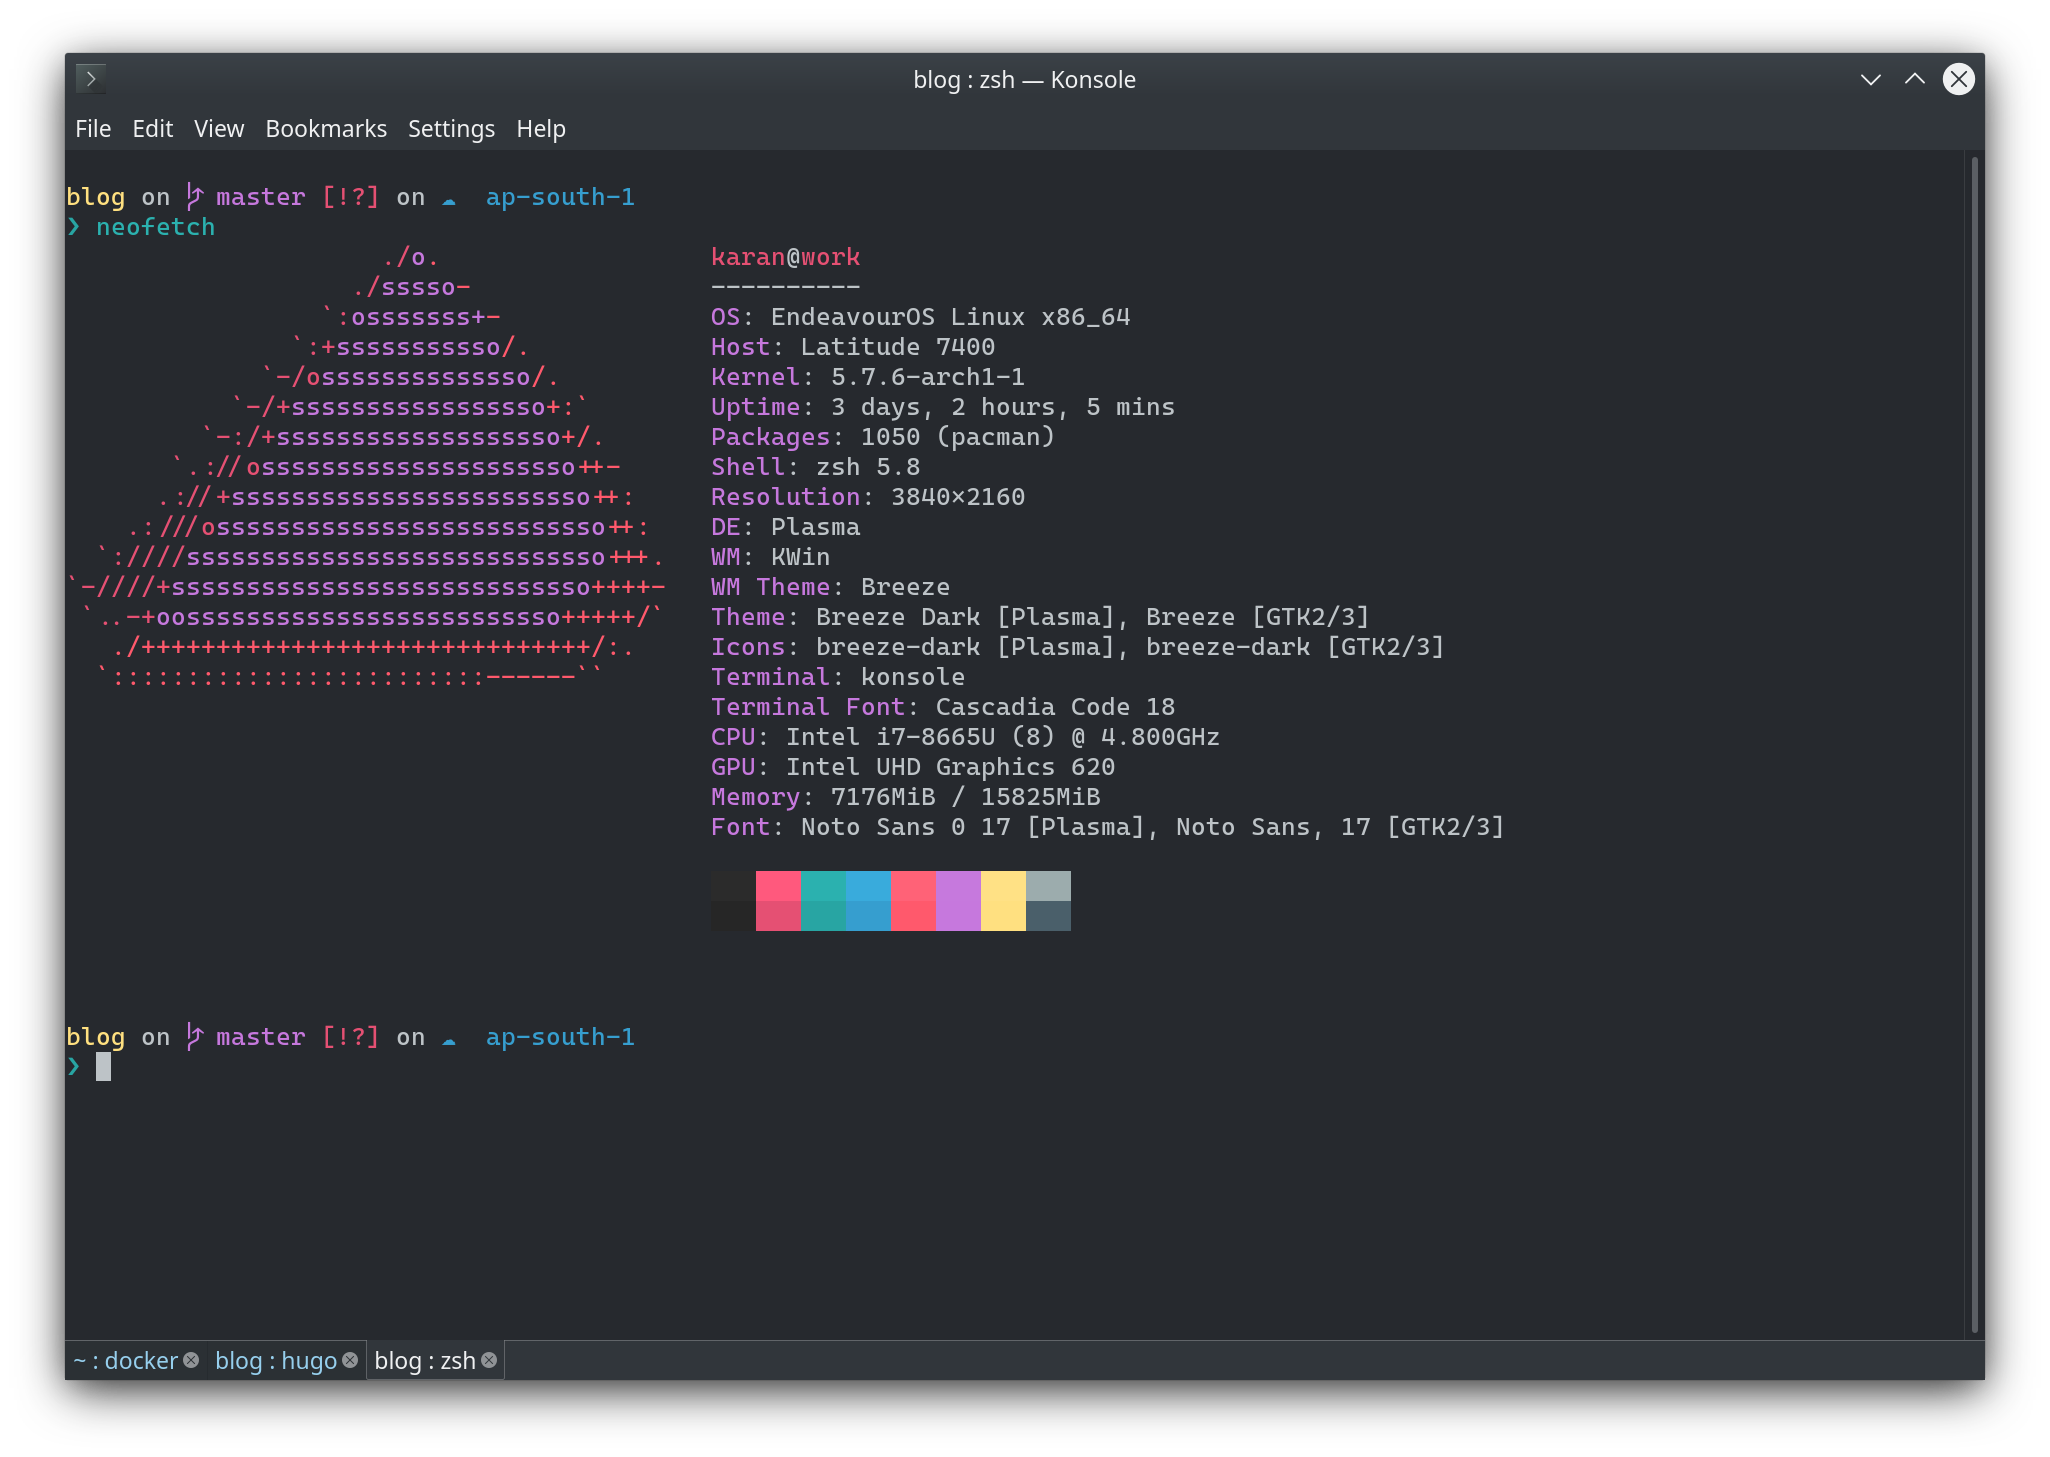 blog : zsh — Konsole
File Edit View Bookmarks Settings Help
blog on master [!?] on ☁ ap-south-1
❯ neofetch
./o.
./sssso-
`:osssssss+-
`:+sssssssssso/.
`-/ossssssssssssso/.
`-/+sssssssssssssssso+:`
`-:/+sssssssssssssssssso+/.
`.://osssssssssssssssssssso++-
.://+ssssssssssssssssssssssso++:
.:///ossssssssssssssssssssssssso++:
`:////ssssssssssssssssssssssssssso+++.
`-////+ssssssssssssssssssssssssssso++++-
`..-+oosssssssssssssssssssssssso+++++/`
./++++++++++++++++++++++++++++++/:.
`:::::::::::::::::::::::::------``
karan@work
----------
OS: EndeavourOS Linux x86_64
Host: Latitude 7400
Kernel: 5.7.6-arch1-1
Uptime: 3 days, 2 hours, 5 mins
Packages: 1050 (pacman)
Shell: zsh 5.8
Resolution: 3840×2160
DE: Plasma
WM: KWin
WM Theme: Breeze
Theme: Breeze Dark [Plasma], Breeze [GTK2/3]
Icons: breeze-dark [Plasma], breeze-dark [GTK2/3]
Terminal: konsole
Terminal Font: Cascadia Code 18
CPU: Intel i7-8665U (8) @ 4.800GHz
GPU: Intel UHD Graphics 620
Memory: 7176MiB / 15825MiB
Font: Noto Sans 0 17 [Plasma], Noto Sans, 17 [GTK2/3]
blog on master [!?] on ☁ ap-south-1
❯
~ : docker blog : hugo blog : zsh